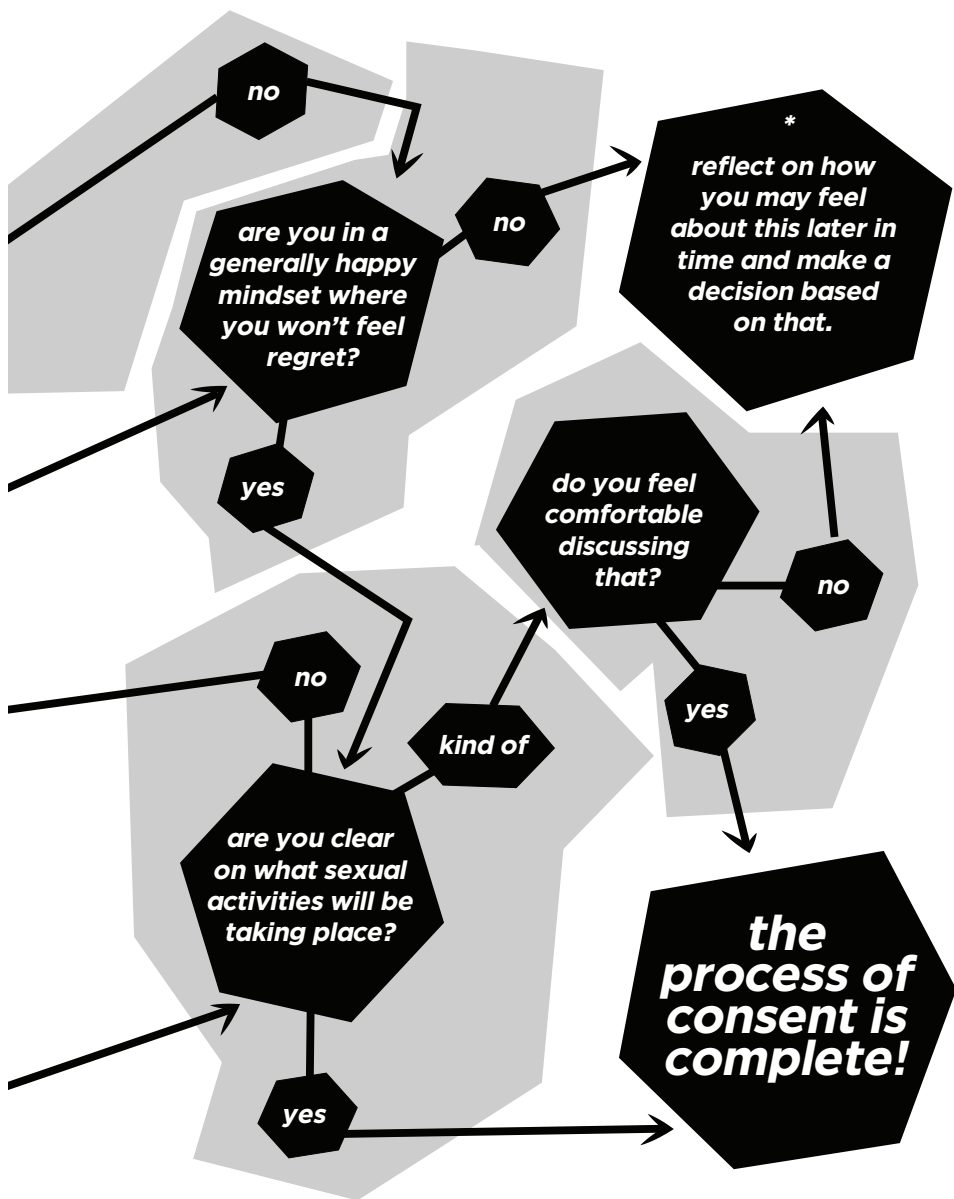 no
are you in a
generally happy
mindset where
you won’t feel
regret?
no
*
reflect on how
you may feel
about this later in
time and make a
decision based
on that.
yes
do you feel
comfortable
discussing
that?
no
yes
no
kind of
are you clear
on what sexual
activities will be
taking place?
yes
the
process of
consent is
complete!